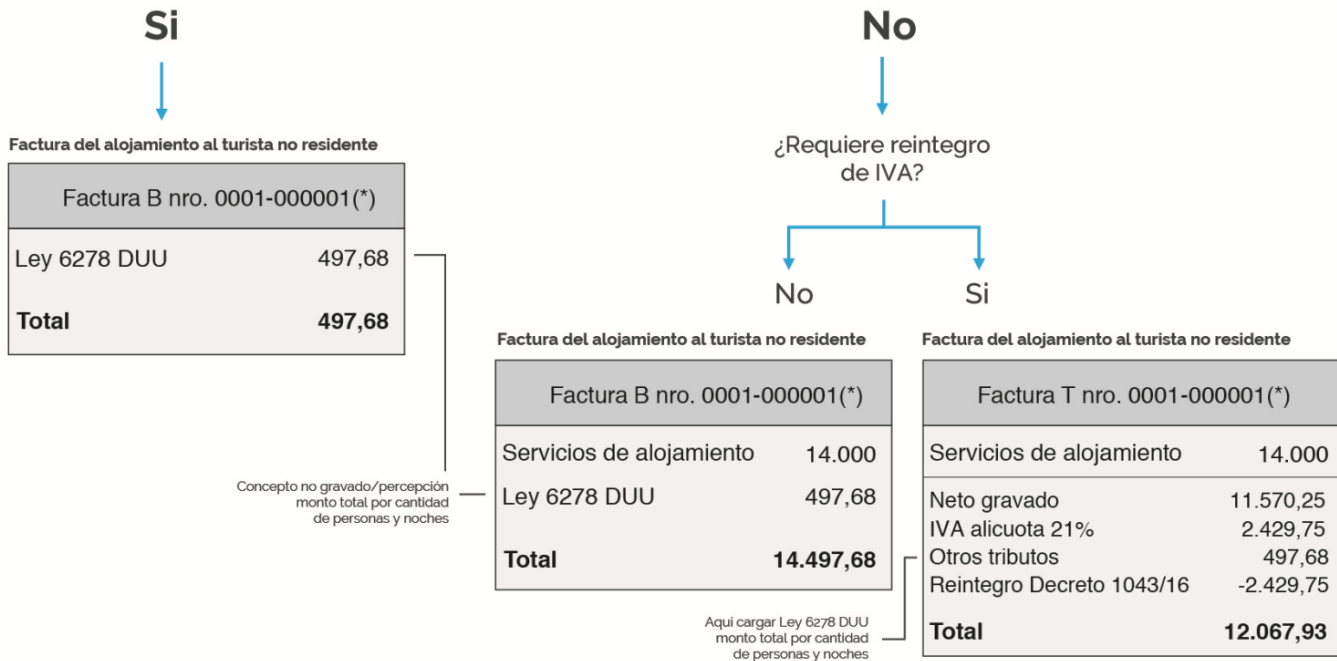 Si
No
Factura del alojamiento al turista no residente
Factura B nro. 0001-000001(*)
Ley 6278 DUU 497,68
Total 497,68
¿Requiere reintegro
de IVA?
No
Si
Concepto no gravado/percepción
monto total por cantidad
de personas y noches
Factura del alojamiento al turista no residente
Factura B nro. 0001-000001(*)
Servicios de alojamiento 14.000
Ley 6278 DUU 497,68
Total 14.497,68
Factura del alojamiento al turista no residente
Factura T nro. 0001-000001(*)
Servicios de alojamiento 14.000
Neto gravado 11.570,25
IVA alicuota 21% 2.429,75
Otros tributos 497,68
Reintegro Decreto 1043/16 -2.429,75
Total 12.067,93
Aqui cargar Ley 6278 DUU
monto total por cantidad
de personas y noches